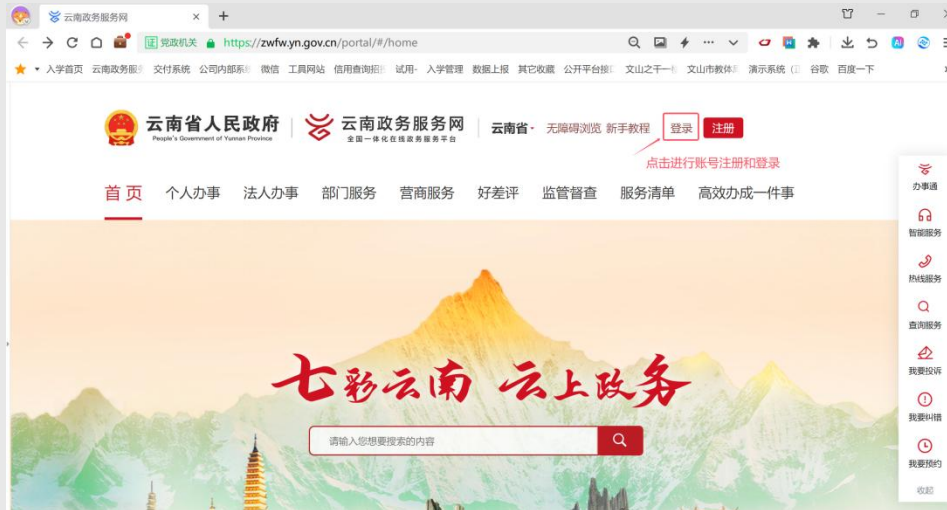 云南政务服务网
党政机关 https://zwfw.yn.gov.cn/portal/#/home
入学首页 云南政务服 交付系统 公司内部系 微信 工具网站 信用查询招 试用- 入学管理 数据上报 其它收藏 公开平台接 文山之干一 文山市教体 演示系统 谷歌 百度一下
云南省人民政府 云南政务服务网 云南省 无障碍浏览 新手教程 登录 注册
People's Government of Yunnan Province 全国一体化在线政务服务平台
点击进行账号注册和登录
首页 个人办事 法人办事 部门服务 营商服务 好差评 监管督查 服务清单 高效办成一件事
办事通
智能服务
热线服务
查询服务
我要投诉
我要纠错
我要预约
收起
七彩云南 云上政务
请输入您想要搜索的内容